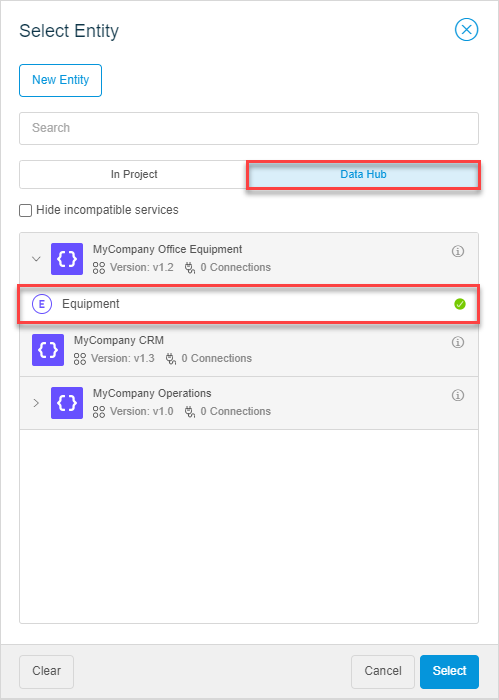 Select Entity
New Entity
Search
In Project
Data Hub
Hide incompatible services
MyCompany Office Equipment
Version: v1.2 0 Connections
E Equipment
MyCompany CRM
Version: v1.3 0 Connections
MyCompany Operations
Version: v1.0 0 Connections
Clear
Cancel
Select